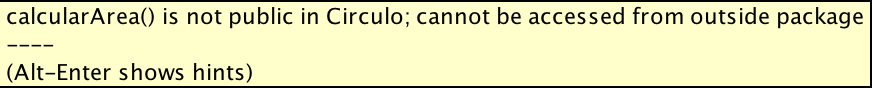 calcularArea() is not public in Circulo; cannot be accessed from outside package
----
(Alt-Enter shows hints)